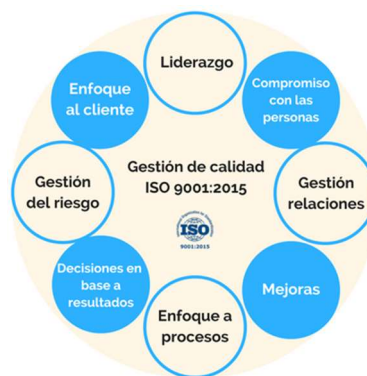 Liderazgo
Enfoque
al cliente
Compromiso
con las
personas
Gestión de calidad
ISO 9001:2015
Gestión
del riesgo
Gestión
relaciones
ISO
9001:2015
Decisiones en
base a
resultados
Mejoras
Enfoque a
procesos